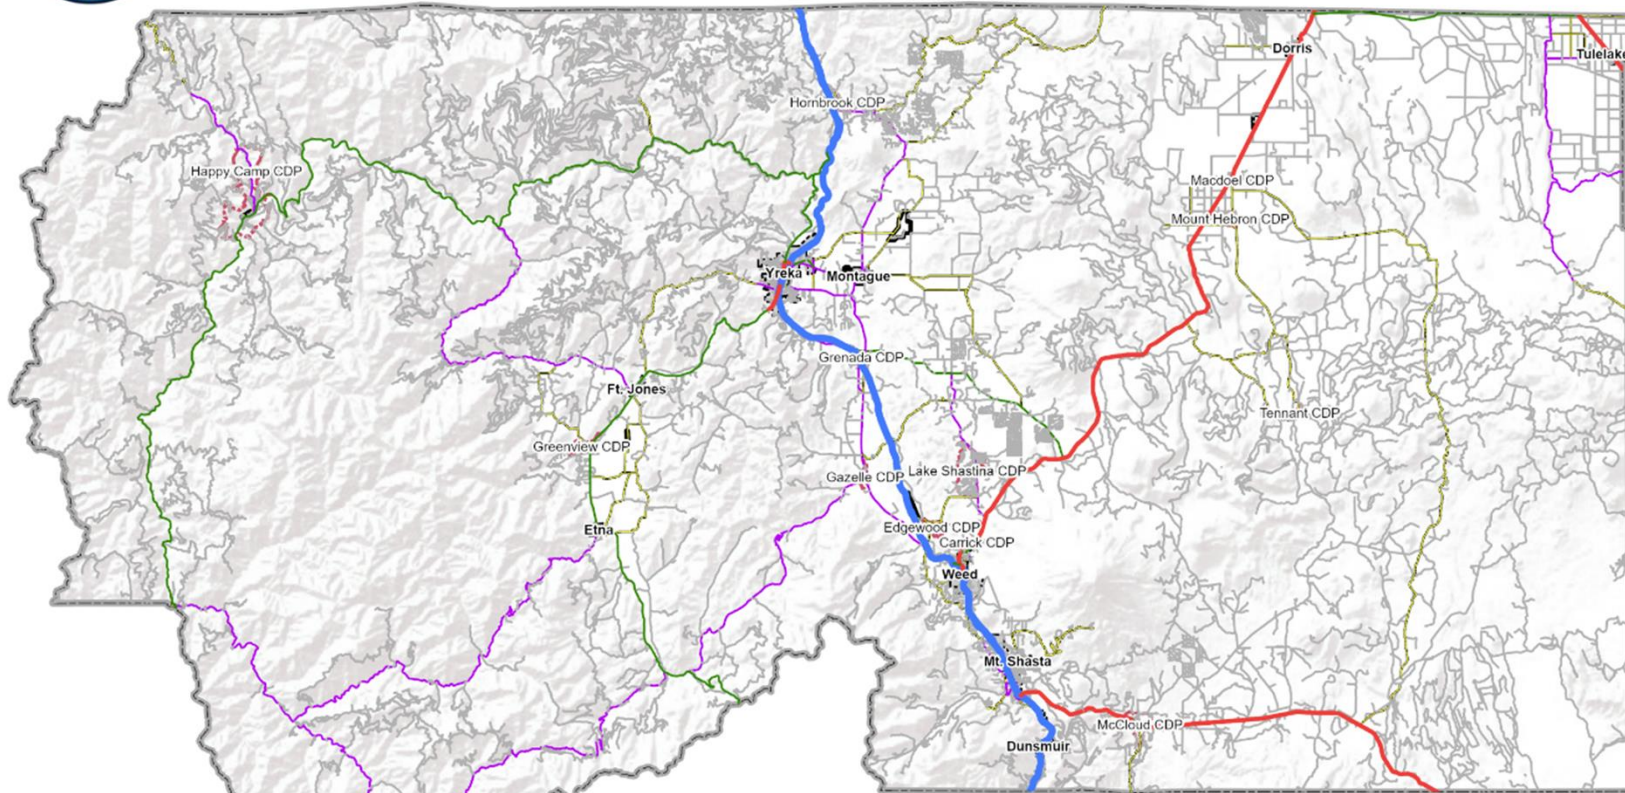 Dorris
Tulelake
Hornbrook CDP
Happy Camp CDP
Macdoel CDP
Mount Hebron CDP
Yreka
Montague
Grenada CDP
Ft. Jones
Tennant CDP
Greenview CDP
Lake Shastina CDP
Gazelle CDP
Etna
Edgewood CDP
Carrick CDP
Weed
Mt. Shasta
McCloud CDP
Dunsmuir